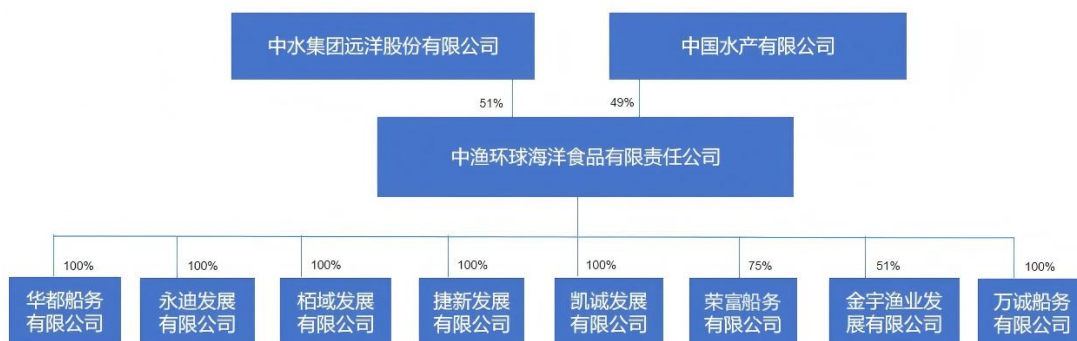 中水集团远洋股份有限公司
中国水产有限公司
51%
49%
中渔环球海洋食品有限责任公司
100%
100%
100%
100%
100%
75%
51%
100%
华都船务
有限公司
永迪发展
有限公司
栢域发展
有限公司
捷新发展
有限公司
凯诚发展
有限公司
荣富船务
有限公司
金宇渔业发
展有限公司
万诚船务
有限公司